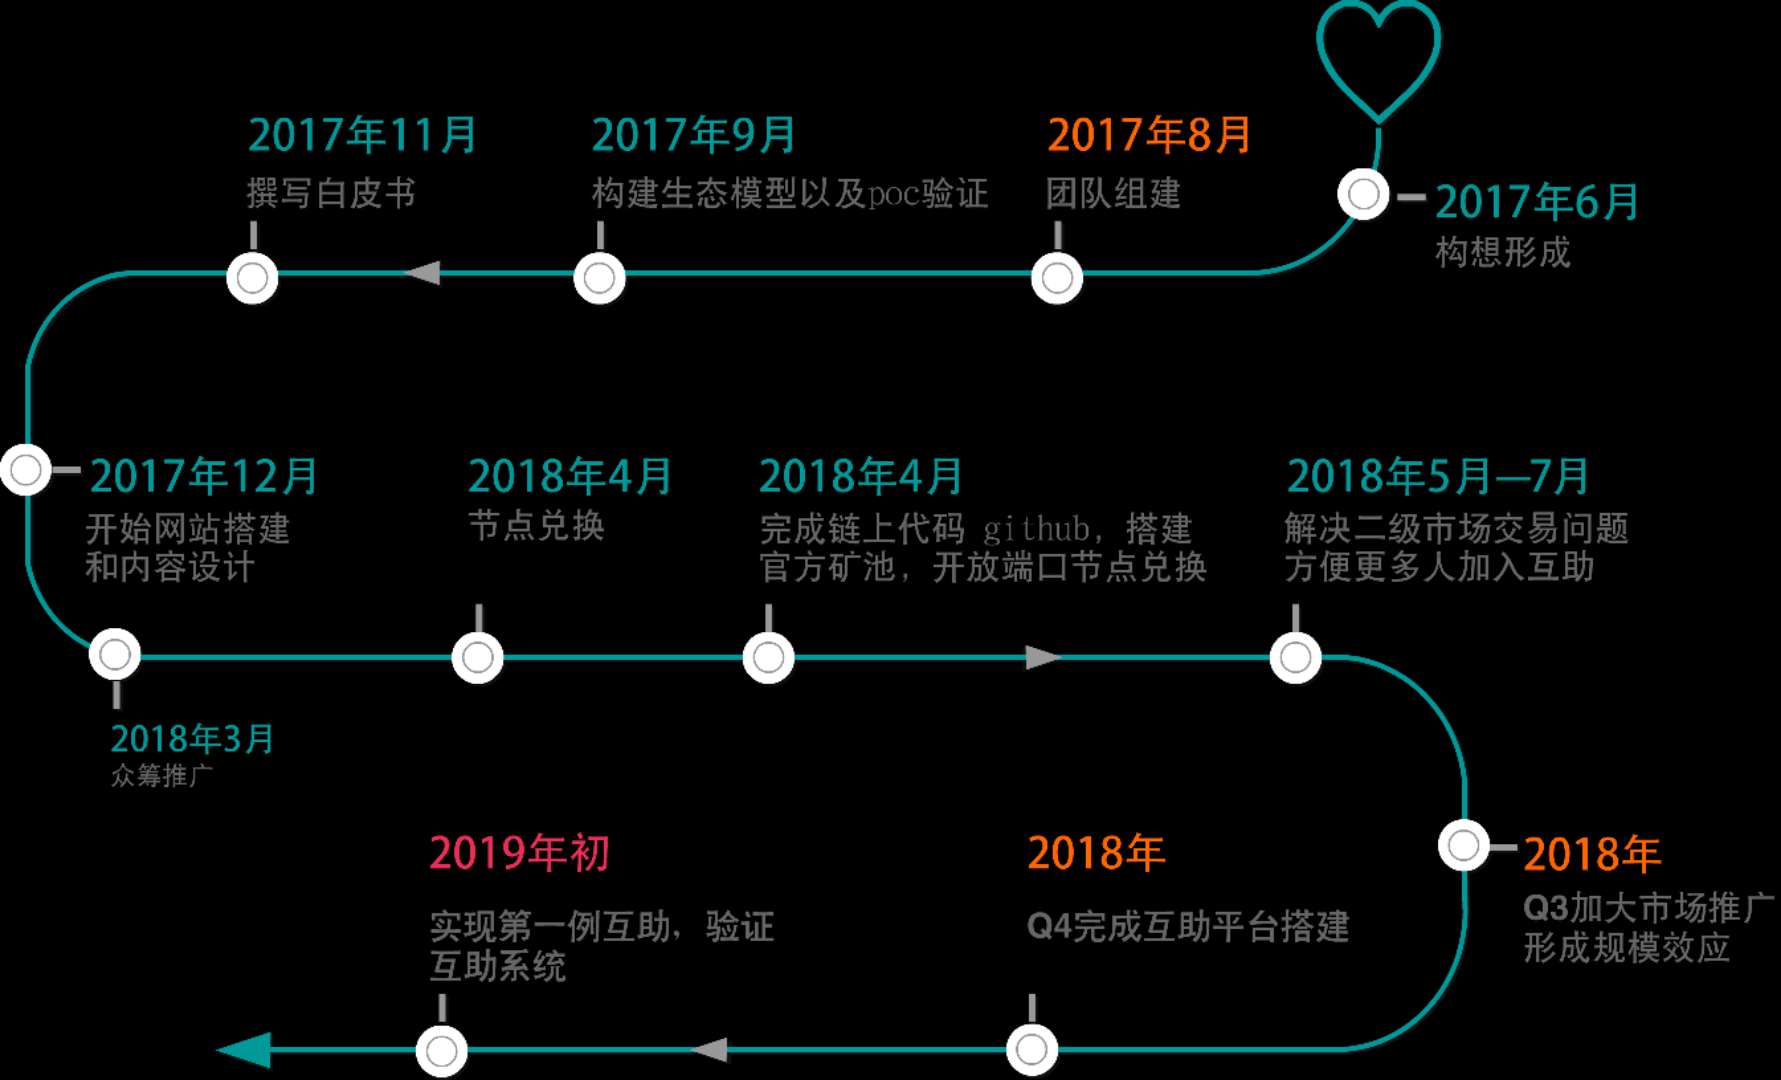 2017年6月
构想形成
2017年8月
团队组建
2017年9月
构建生态模型以及poc验证
2017年11月
撰写白皮书
2017年12月
开始网站搭建
和内容设计
2018年3月
众筹推广
2018年4月
节点兑换
2018年4月
完成链上代码 github，搭建
官方矿池，开放端口节点兑换
2018年5月—7月
解决二级市场交易问题
方便更多人加入互助
2018年
Q3加大市场推广
形成规模效应
2018年
Q4完成互助平台搭建
2019年初
实现第一例互助，验证
互助系统